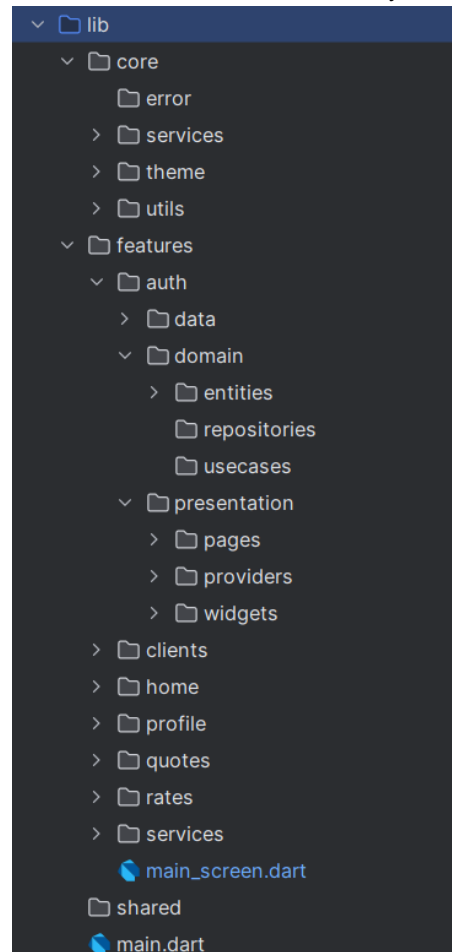 lib
core
error
services
theme
utils
features
auth
data
domain
entities
repositories
usecases
presentation
pages
providers
widgets
clients
home
profile
quotes
rates
services
main_screen.dart
shared
main.dart